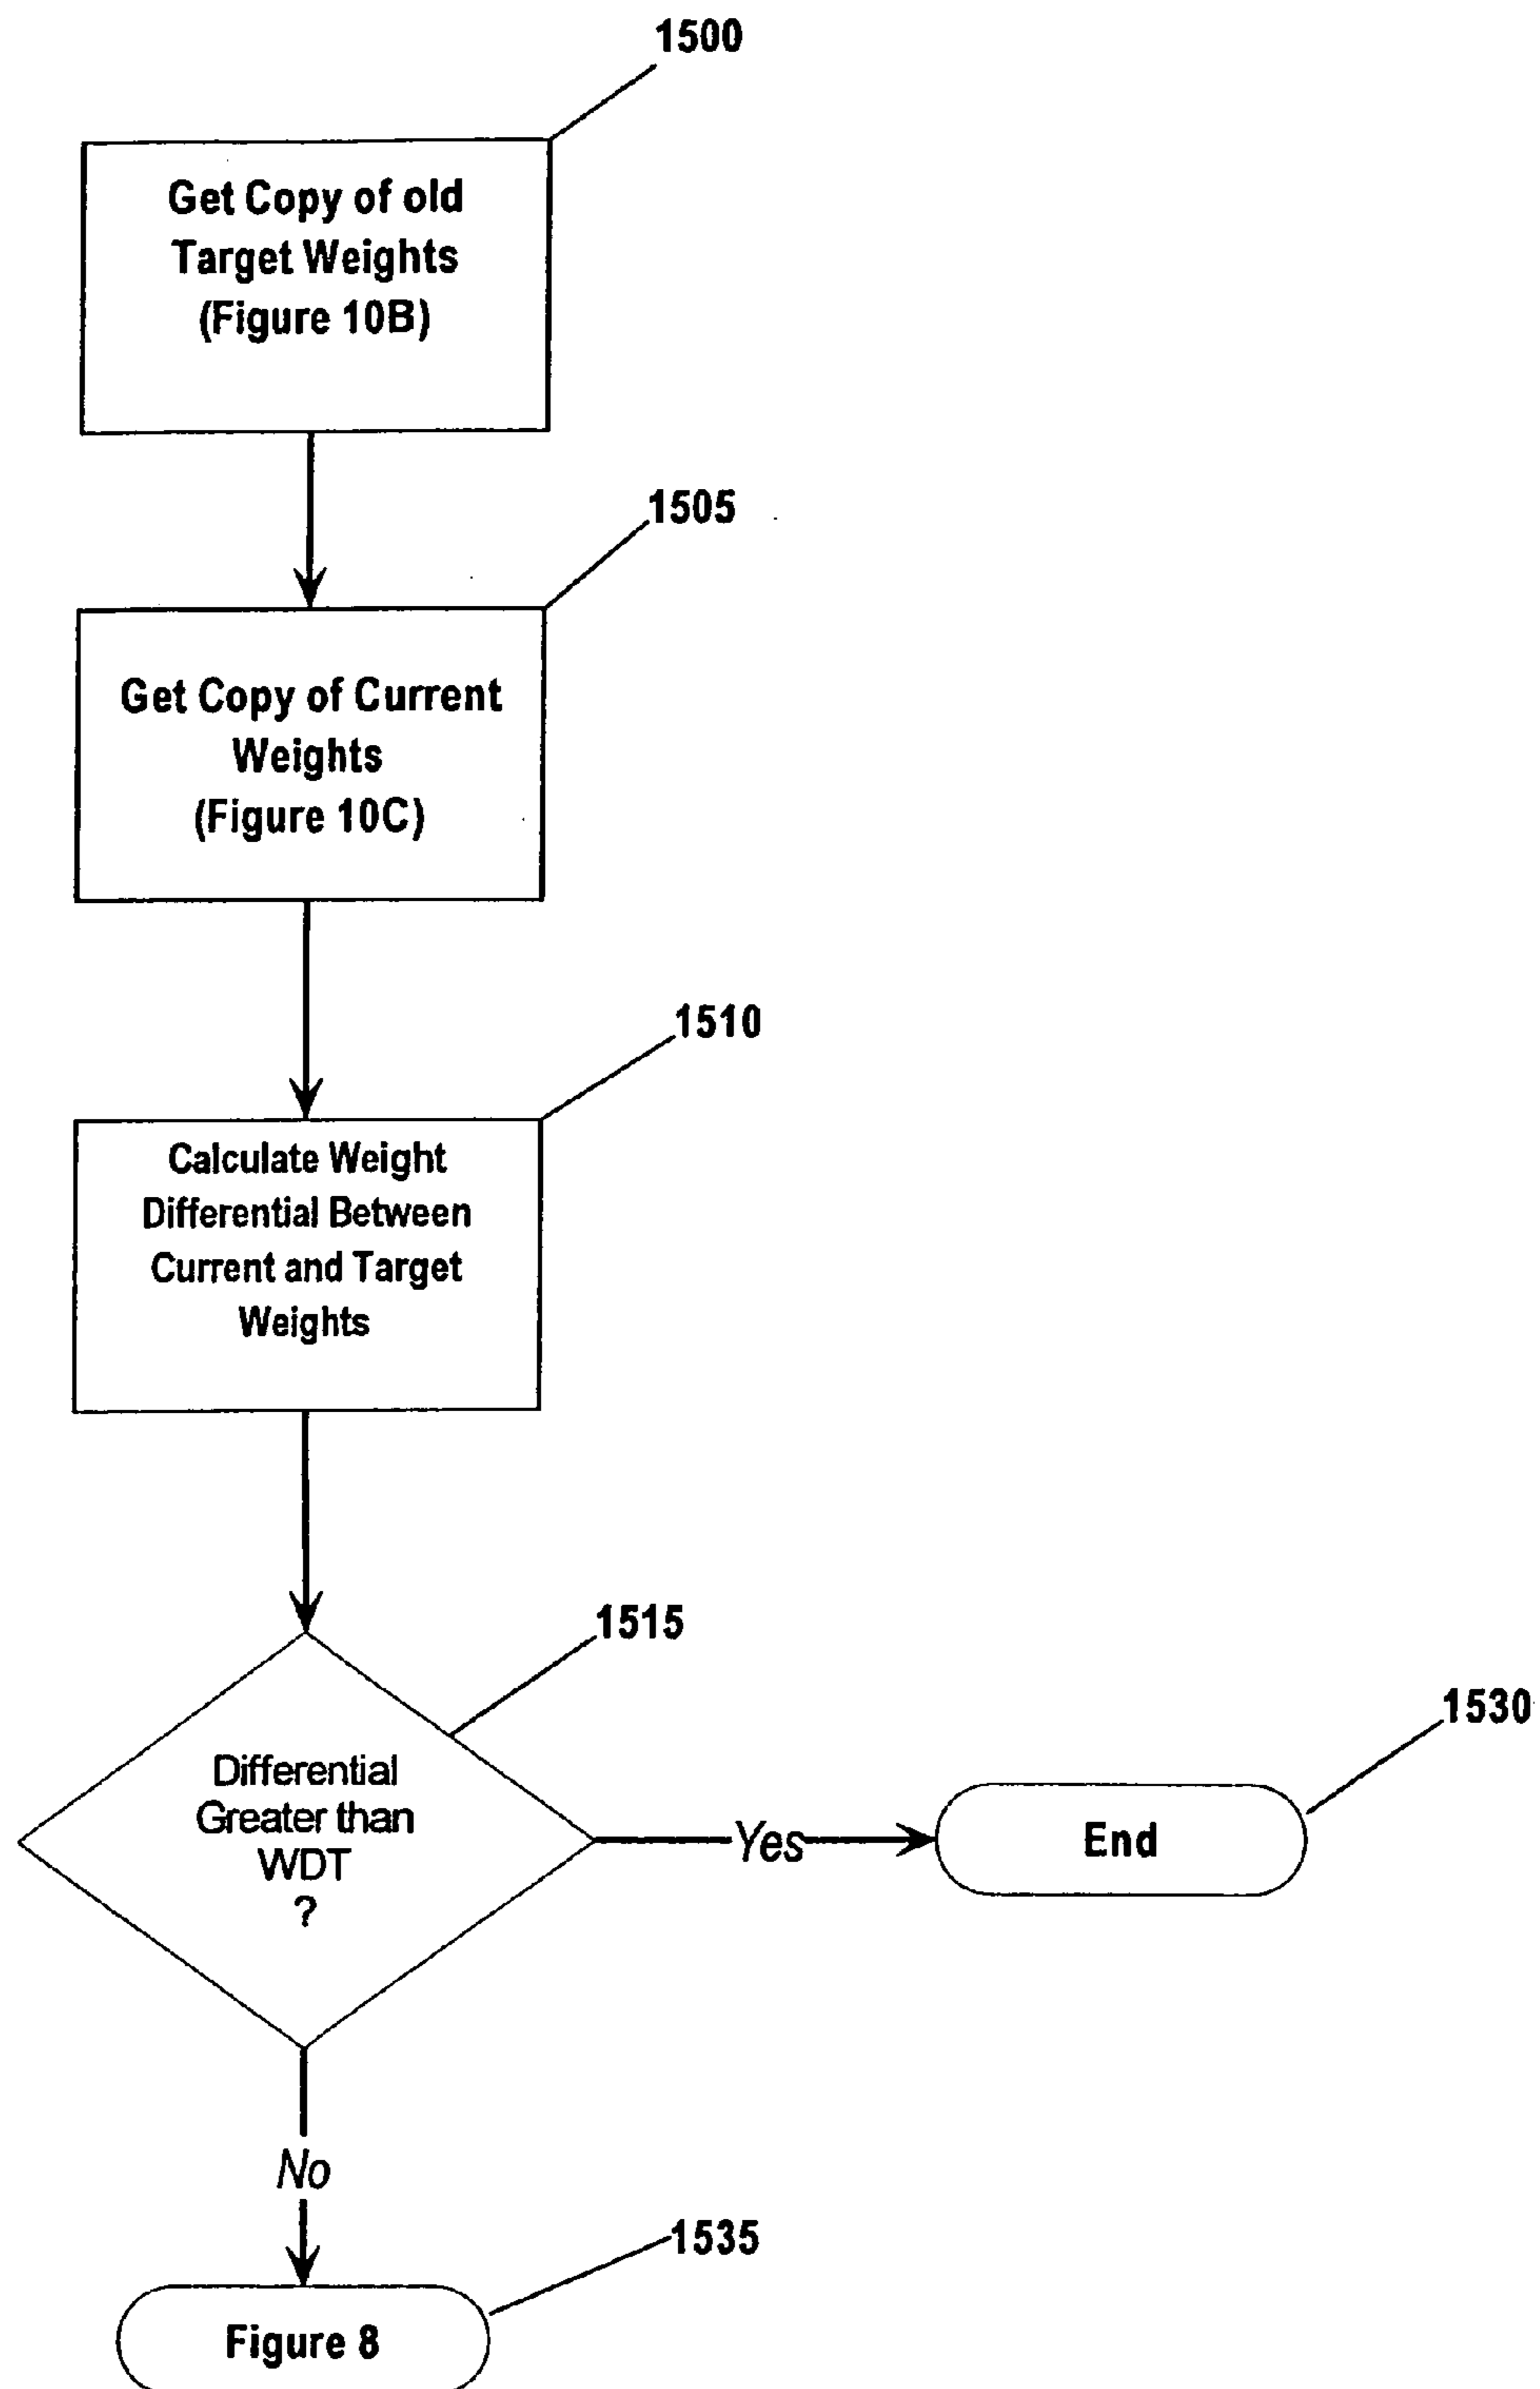 1500
Get Copy of old
Target Weights
(Figure 10B)
1505
Get Copy of Current
Weights
(Figure 10C)
1510
Calculate Weight
Differential Between
Current and Target
Weights
1515
Differential
Greater than
WDT
?
1530
Yes
End
No
1535
Figure 8